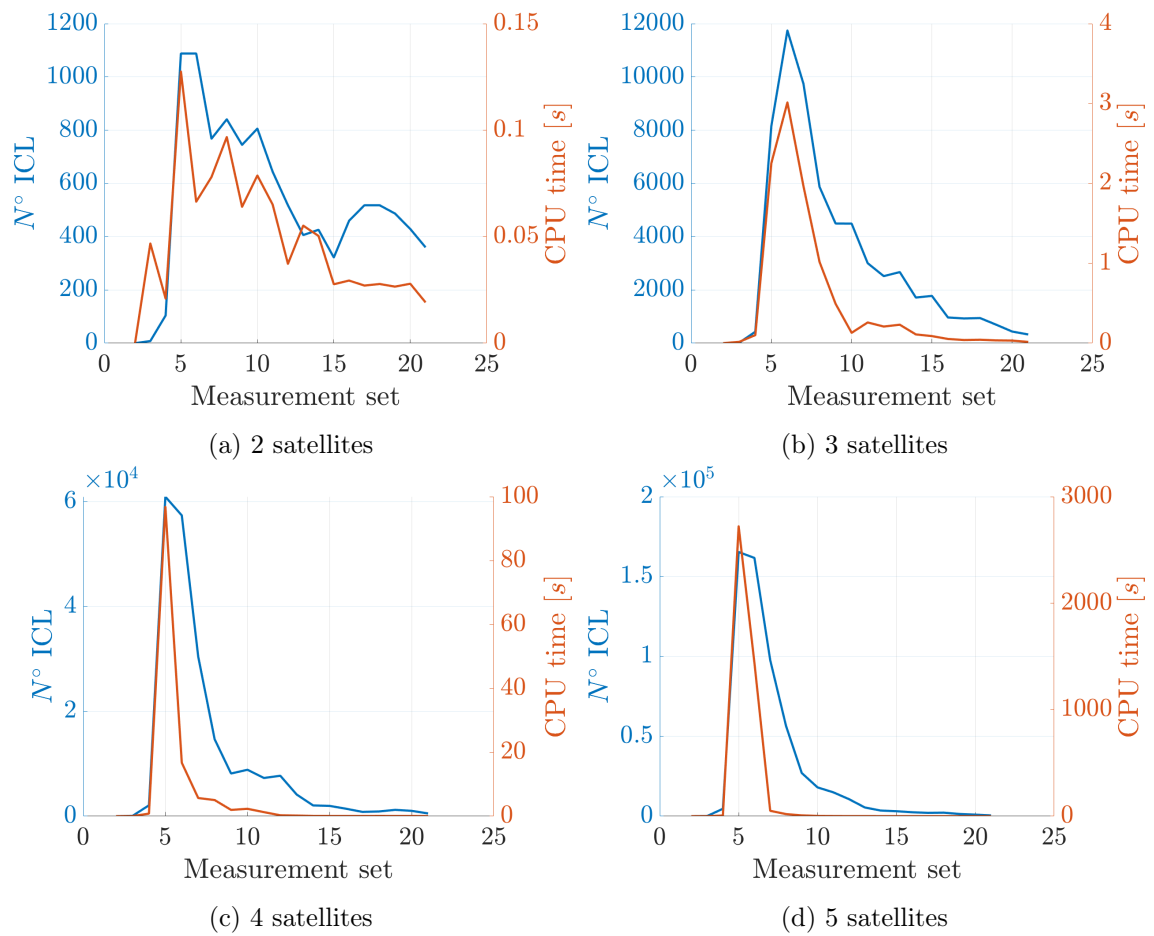 1200
1000
800
600
400
200
0
N° ICL
0.15
0.1
0.05
0
CPU time [s]
0 5 10 15 20 25
Measurement set
(a) 2 satellites
12000
10000
8000
6000
4000
2000
0
N° ICL
4
3
2
1
0
CPU time [s]
0 5 10 15 20 25
Measurement set
(b) 3 satellites
×10⁴
6
4
2
0
N° ICL
100
80
60
40
20
0
CPU time [s]
0 5 10 15 20 25
Measurement set
(c) 4 satellites
×10⁵
2
1.5
1
0.5
0
N° ICL
3000
2000
1000
0
CPU time [s]
0 5 10 15 20 25
Measurement set
(d) 5 satellites